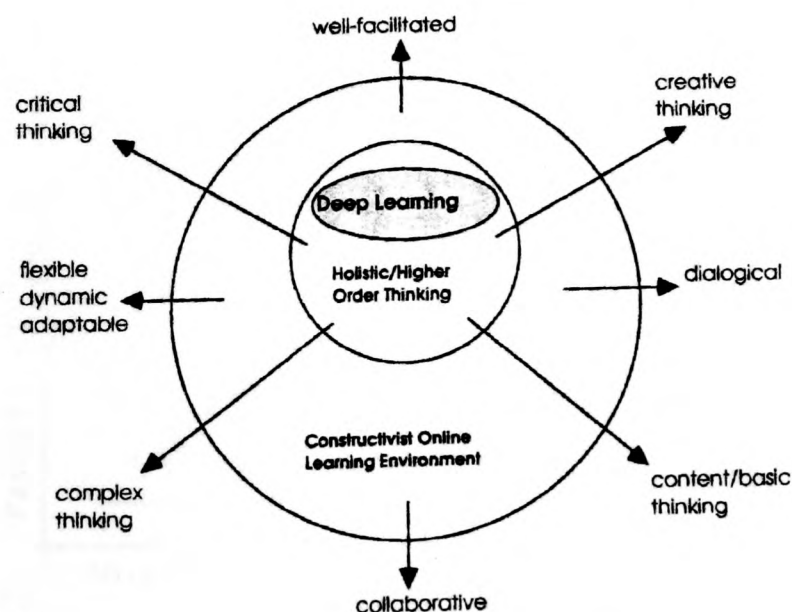 well-facilitated
critical
thinking
creative
thinking
Deep Learning
Holistic/Higher
Order Thinking
flexible
dynamic
adaptable
dialogical
Constructivist Online
Learning Environment
complex
thinking
content/basic
thinking
collaborative